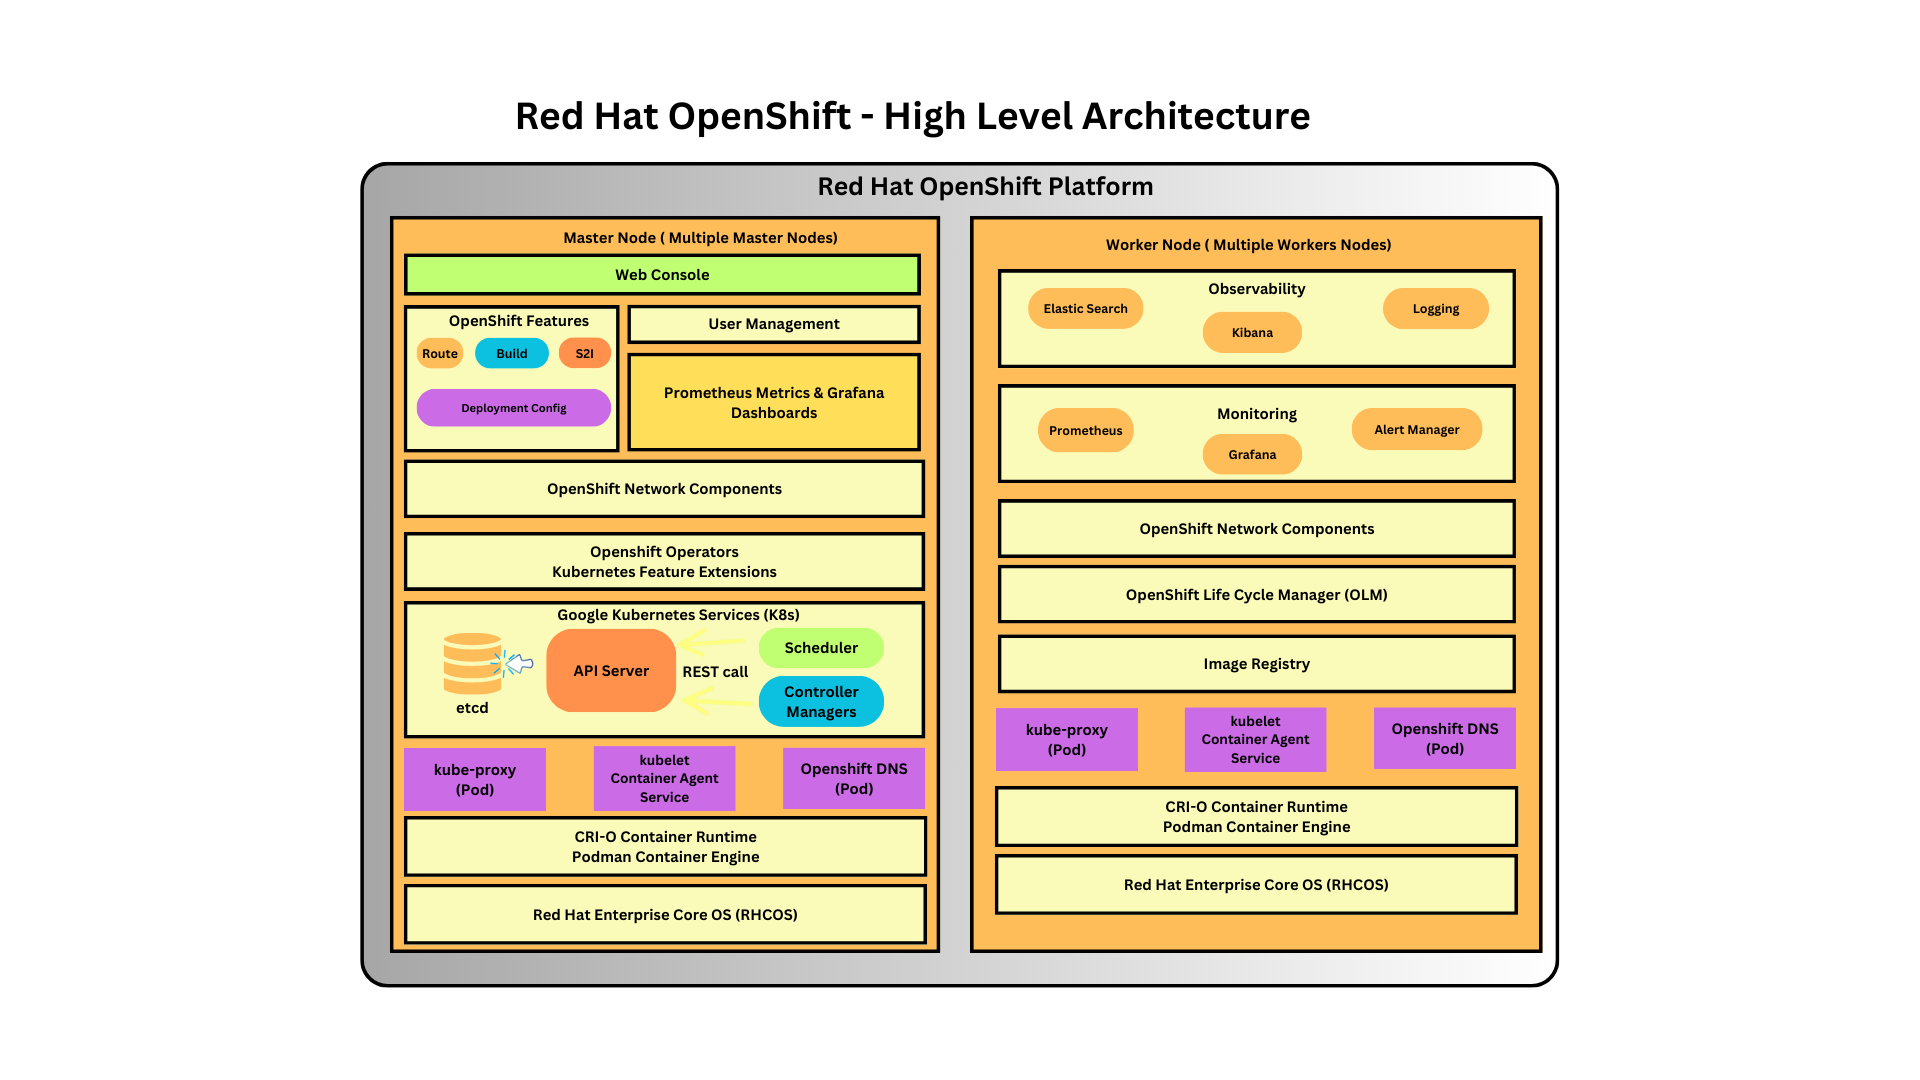 Red Hat OpenShift - High Level Architecture
Red Hat OpenShift Platform
Master Node ( Multiple Master Nodes)
Web Console
OpenShift Features
Route
Build
S2I
Deployment Config
User Management
Prometheus Metrics & Grafana
Dashboards
OpenShift Network Components
Openshift Operators
Kubernetes Feature Extensions
Google Kubernetes Services (K8s)
etcd
API Server
REST call
Scheduler
Controller
Managers
kube-proxy
(Pod)
kubelet
Container Agent
Service
Openshift DNS
(Pod)
CRI-O Container Runtime
Podman Container Engine
Red Hat Enterprise Core OS (RHCOS)
Worker Node ( Multiple Workers Nodes)
Observability
Elastic Search
Kibana
Logging
Monitoring
Prometheus
Grafana
Alert Manager
OpenShift Network Components
OpenShift Life Cycle Manager (OLM)
Image Registry
kube-proxy
(Pod)
kubelet
Container Agent
Service
Openshift DNS
(Pod)
CRI-O Container Runtime
Podman Container Engine
Red Hat Enterprise Core OS (RHCOS)